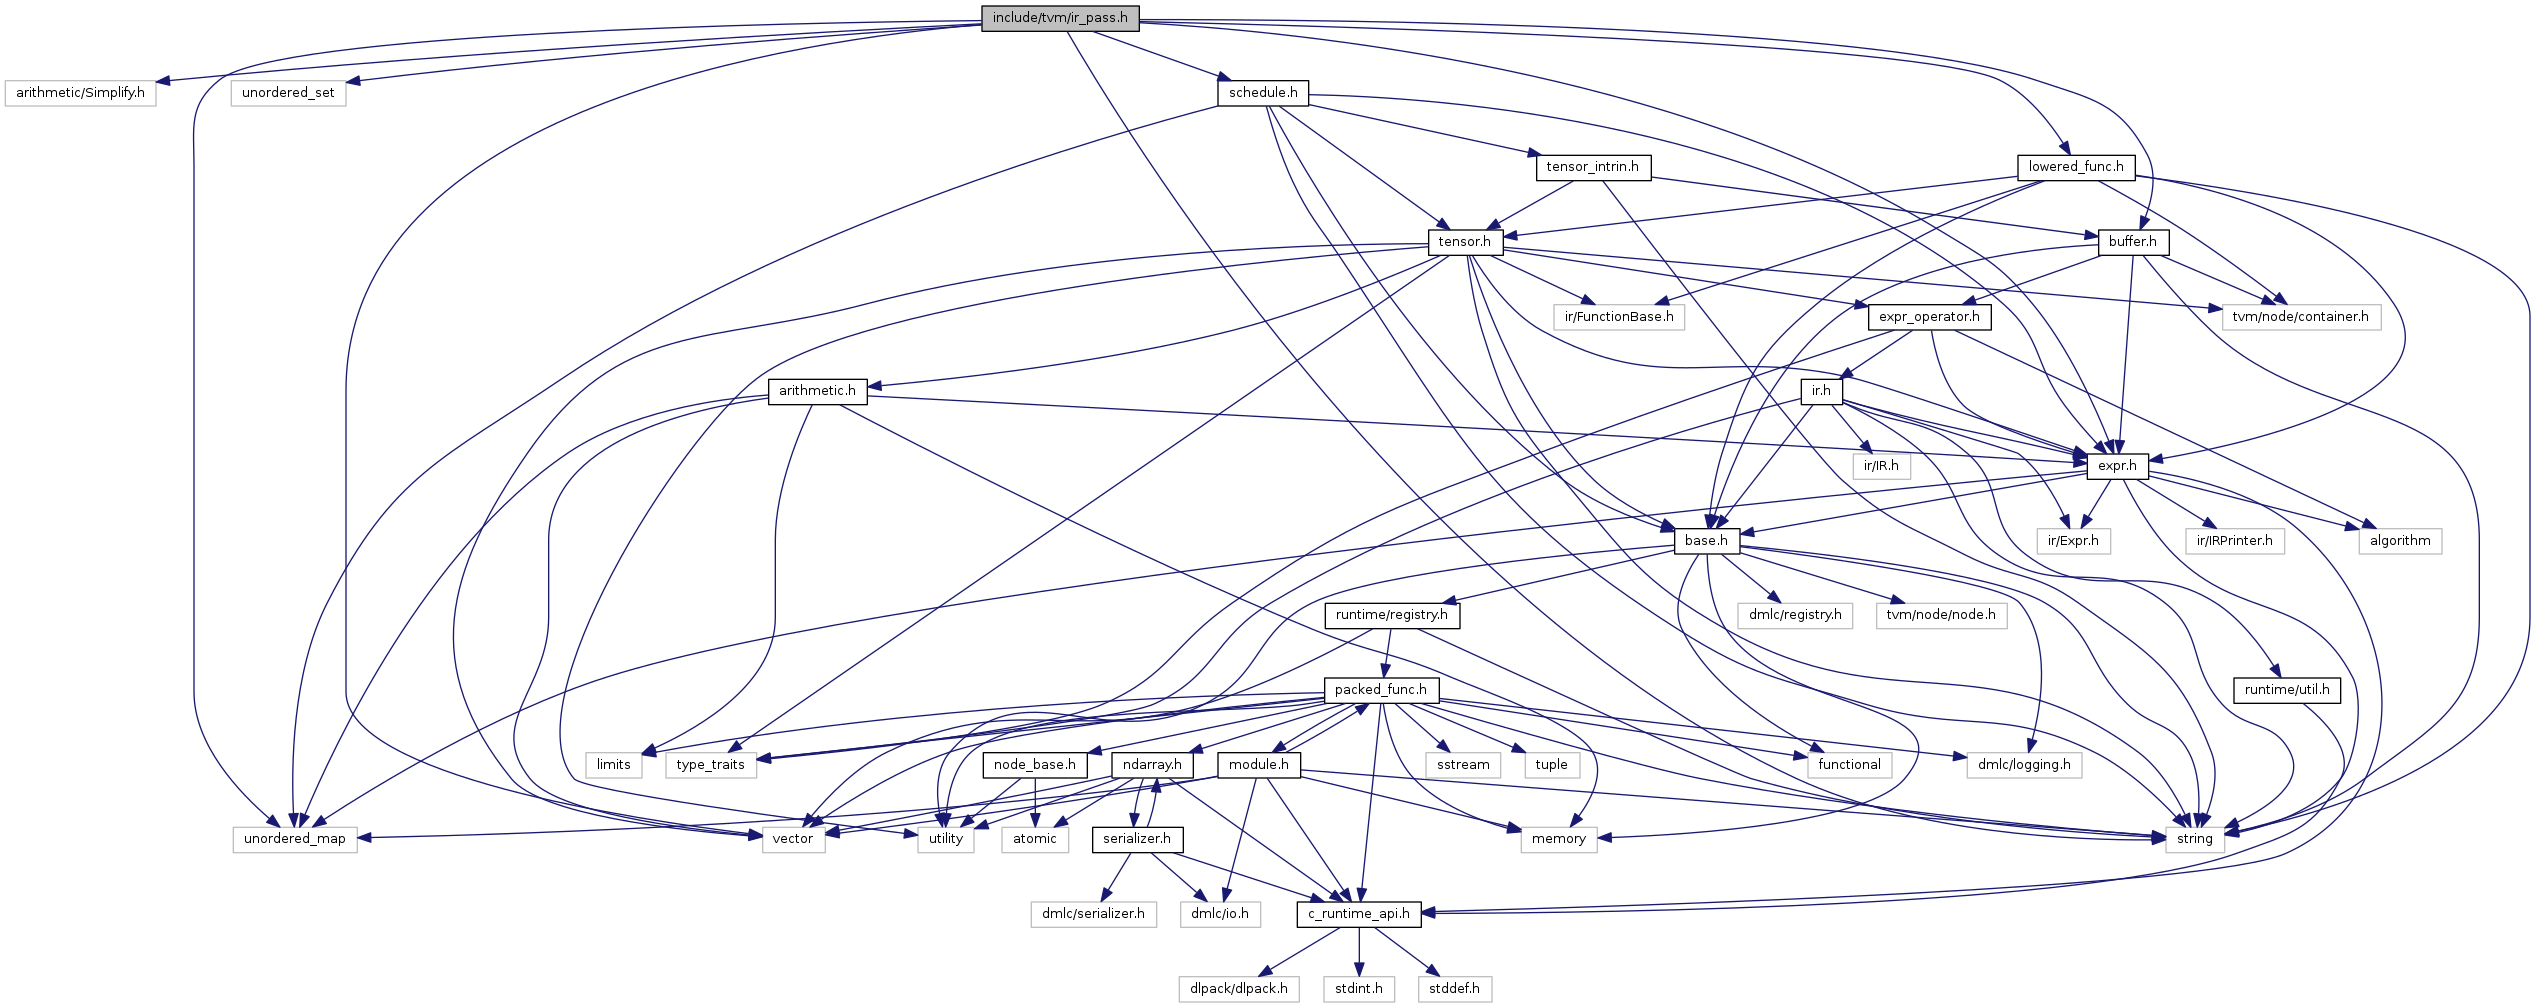 include/tvm/ir_pass.h
arithmetic/Simplify.h
unordered_set
schedule.h
tensor_intrin.h
lowered_func.h
tensor.h
buffer.h
ir/FunctionBase.h
expr_operator.h
tvm/node/container.h
arithmetic.h
ir.h
ir/IR.h
expr.h
base.h
ir/Expr.h
ir/IRPrinter.h
algorithm
runtime/registry.h
dmlc/registry.h
tvm/node/node.h
packed_func.h
runtime/util.h
limits
type_traits
node_base.h
ndarray.h
module.h
sstream
tuple
functional
dmlc/logging.h
unordered_map
vector
utility
atomic
serializer.h
memory
string
dmlc/serializer.h
dmlc/io.h
c_runtime_api.h
dlpack/dlpack.h
stdint.h
stddef.h